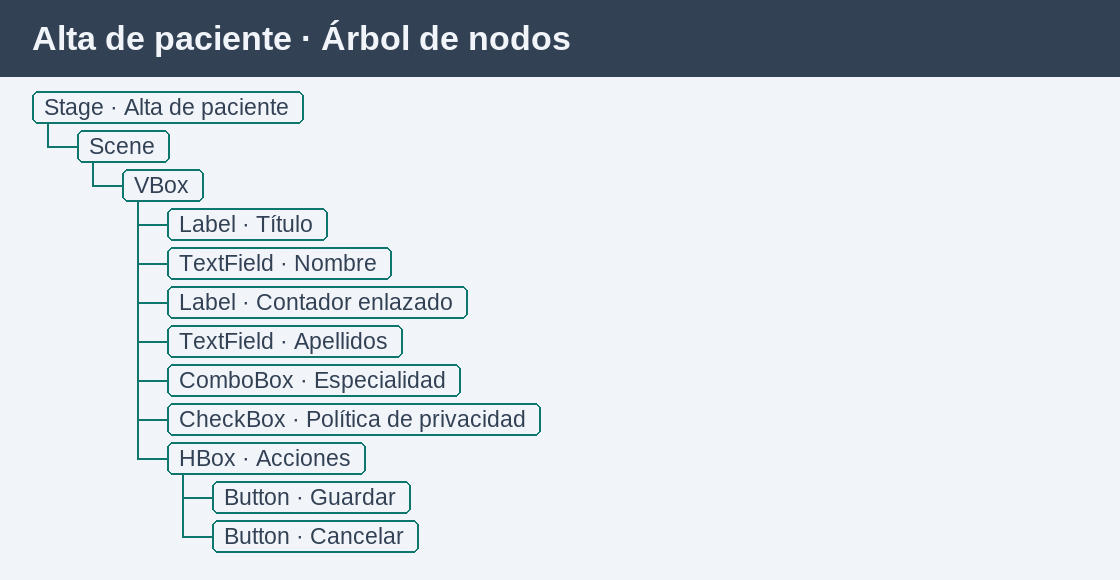 Alta de paciente · Árbol de nodos
Stage · Alta de paciente
Scene
VBox
Label · Título
TextField · Nombre
Label · Contador enlazado
TextField · Apellidos
ComboBox · Especialidad
CheckBox · Política de privacidad
HBox · Acciones
Button · Guardar
Button · Cancelar